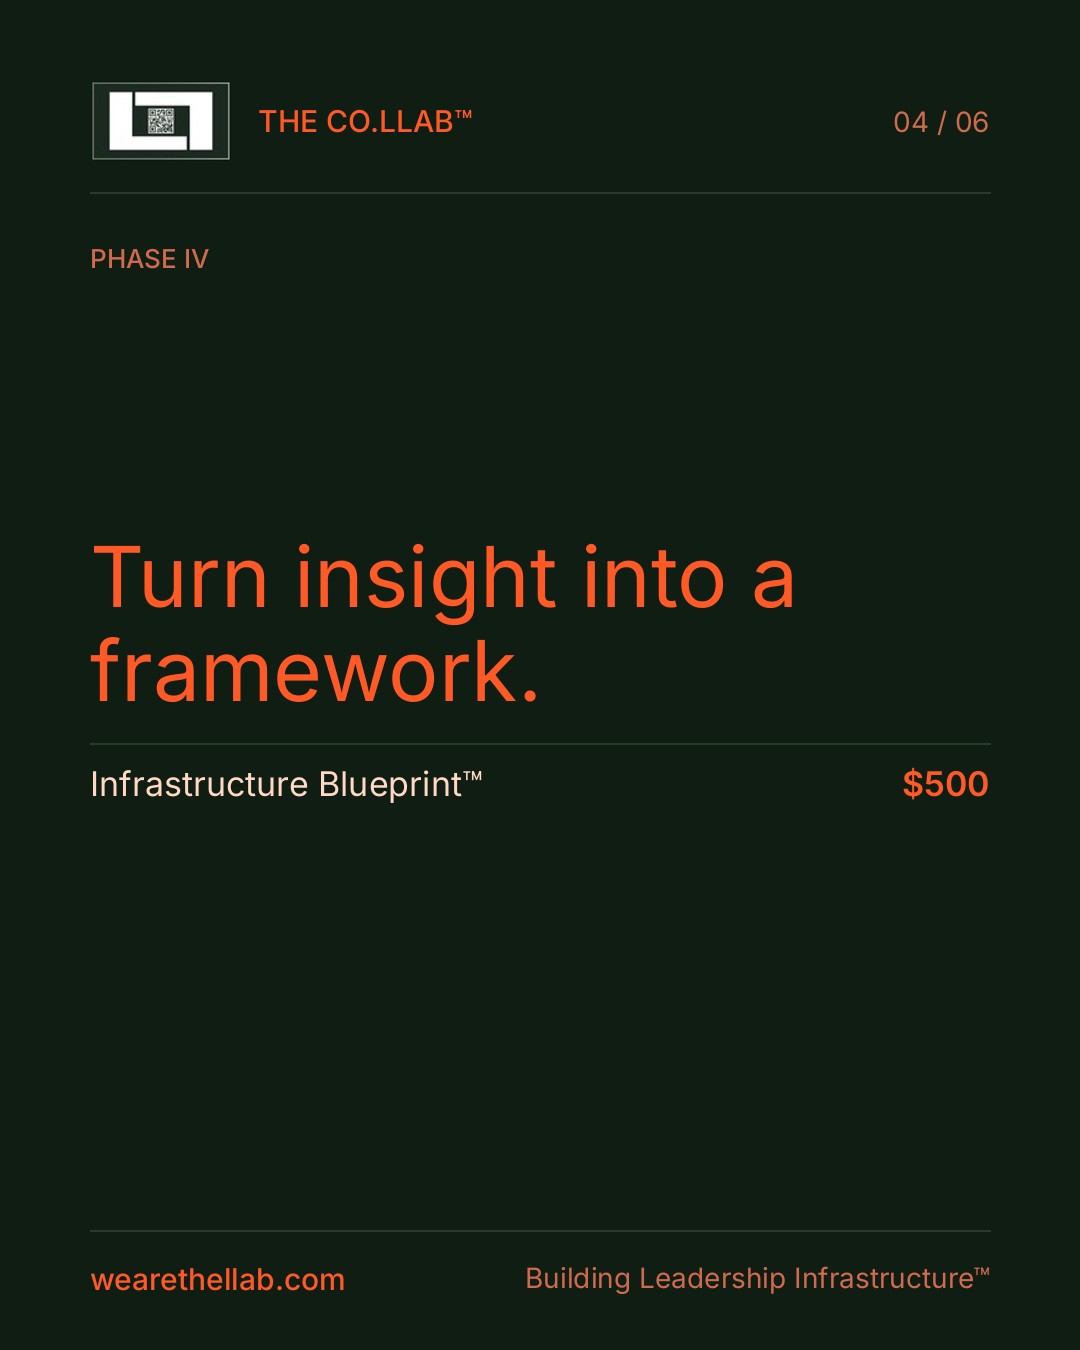 THE CO.LLAB™
04 / 06
PHASE IV
Turn insight into a
framework.
Infrastructure Blueprint™
$500
wearethellab.com
Building Leadership Infrastructure™